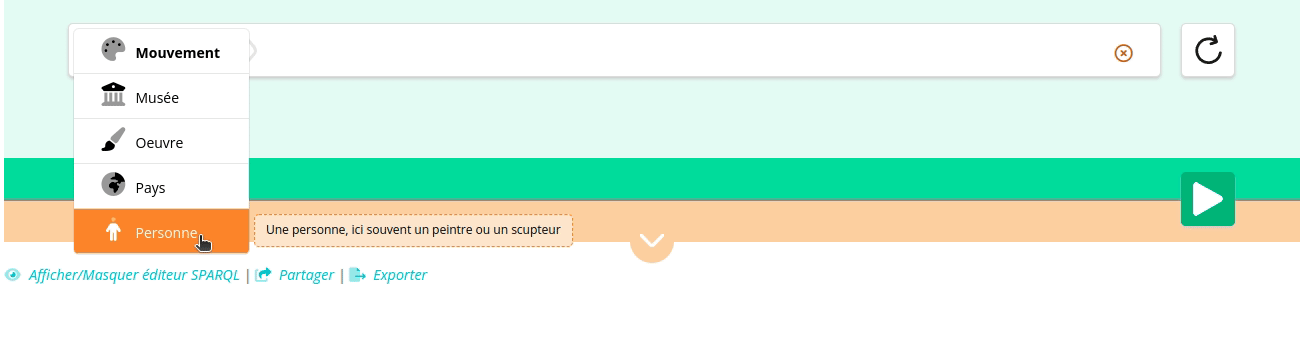 Mouvement
Musée
Oeuvre
Pays
Personne
Une personne, ici souvent un peintre ou un scupteur
Afficher/Masquer éditeur SPARQL | Partager | Exporter